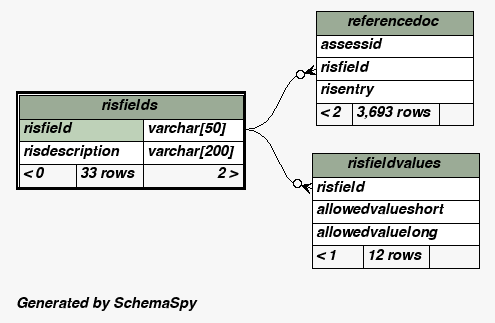 referencedoc
assessid
risfield
risentry
< 2 3,693 rows
risfields
risfield varchar[50]
risdescription varchar[200]
< 0 33 rows 2 >
risfieldvalues
risfield
allowedvalueshort
allowedvaluelong
< 1 12 rows
Generated by SchemaSpy